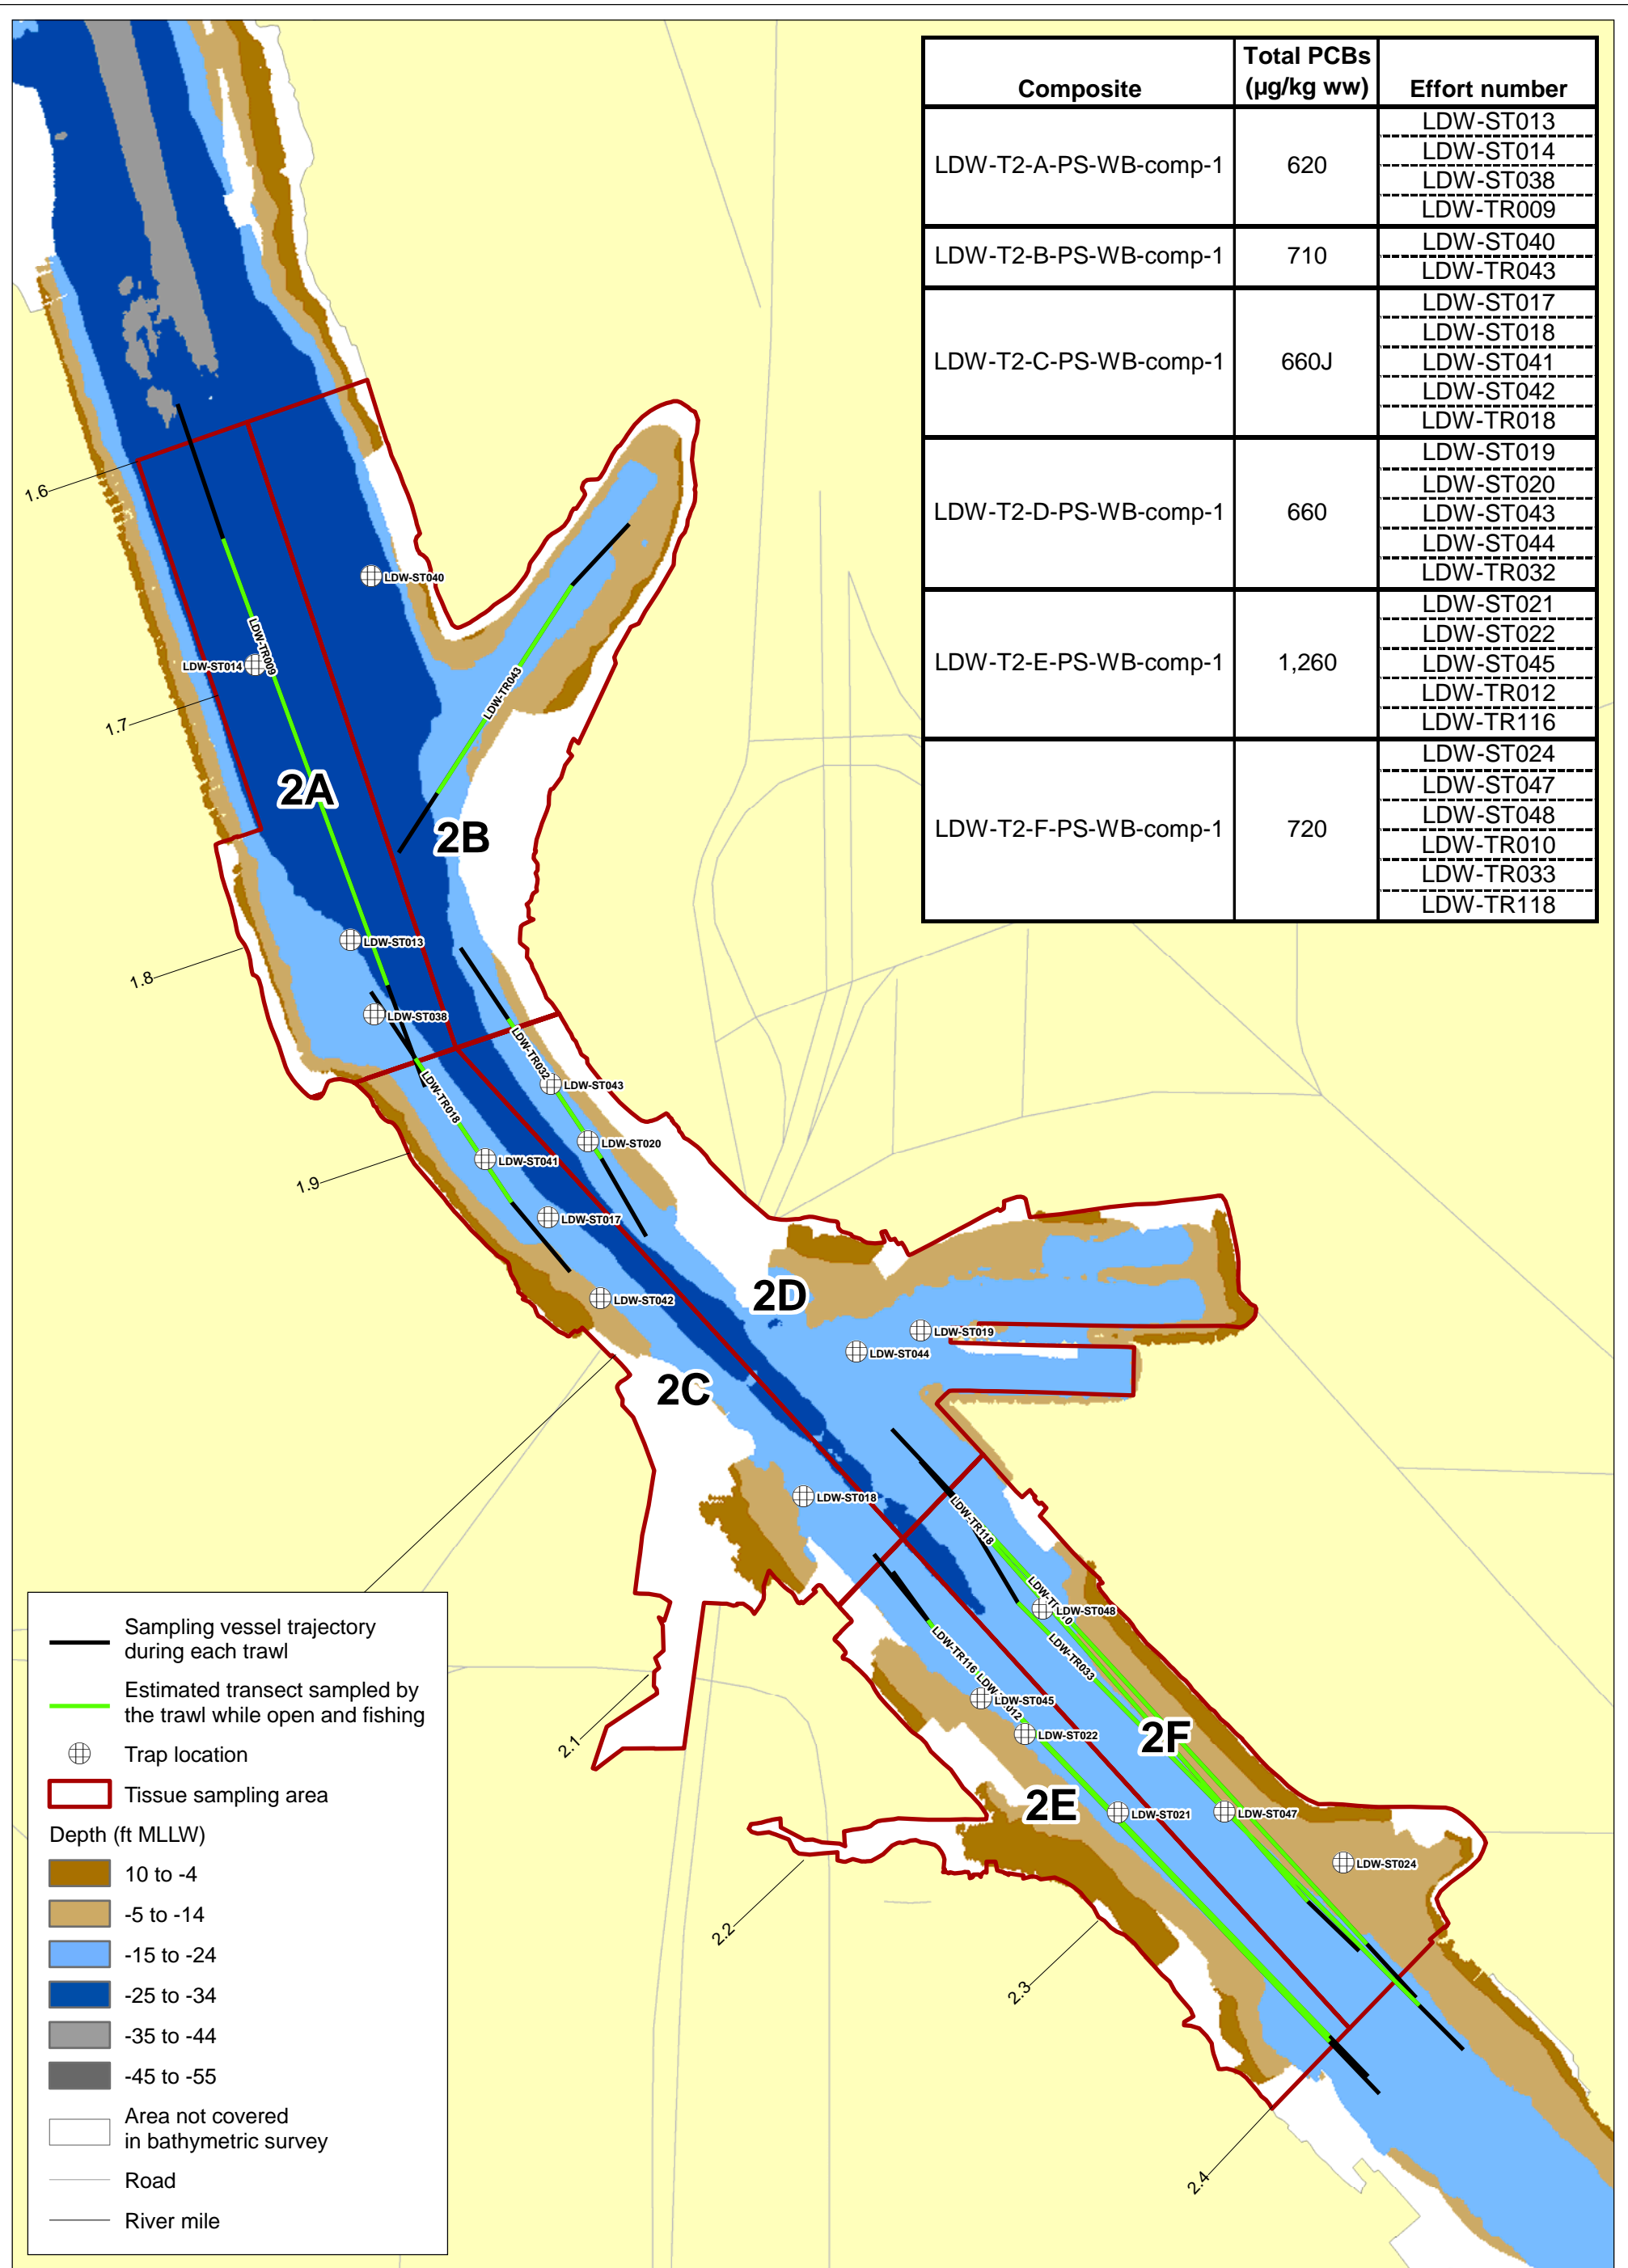 Composite
Total PCBs
(µg/kg ww)
Effort number
LDW-T2-A-PS-WB-comp-1
620
LDW-ST013
LDW-ST014
LDW-ST038
LDW-TR009
LDW-T2-B-PS-WB-comp-1
710
LDW-ST040
LDW-TR043
LDW-T2-C-PS-WB-comp-1
660J
LDW-ST017
LDW-ST018
LDW-ST041
LDW-ST042
LDW-TR018
LDW-T2-D-PS-WB-comp-1
660
LDW-ST019
LDW-ST020
LDW-ST043
LDW-ST044
LDW-TR032
LDW-T2-E-PS-WB-comp-1
1,260
LDW-ST021
LDW-ST022
LDW-ST045
LDW-TR012
LDW-TR116
LDW-T2-F-PS-WB-comp-1
720
LDW-ST024
LDW-ST047
LDW-ST048
LDW-TR010
LDW-TR033
LDW-TR118
1.6
LDW-ST040
LDW-TR009
LDW-ST014
LDW-TR043
1.7
2A
2B
LDW-ST013
1.8
LDW-ST038
LDW-TR032
LDW-TR018
LDW-ST043
LDW-ST020
LDW-ST041
1.9
LDW-ST017
2D
LDW-ST042
LDW-ST019
LDW-ST044
2C
LDW-ST018
LDW-TR118
LDW-ST048
LDW-TR116
LDW-TR033
LDW-ST045
LDW-ST022
2F
2.1
2E
LDW-ST021
LDW-ST047
LDW-ST024
2.2
2.3
2.4
Sampling vessel trajectory
during each trawl
Estimated transect sampled by
the trawl while open and fishing
Trap location
Tissue sampling area
Depth (ft MLLW)
10 to -4
-5 to -14
-15 to -24
-25 to -34
-35 to -44
-45 to -55
Area not covered
in bathymetric survey
Road
River mile